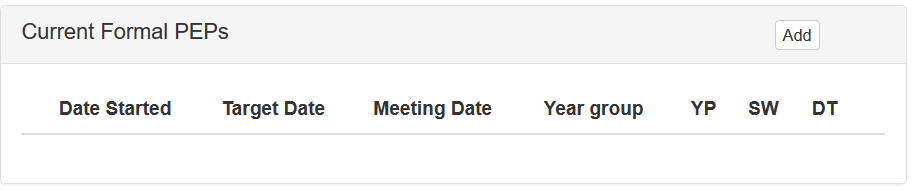 Current Formal PEPs Add
Date Started Target Date Meeting Date Year group YP SW DT